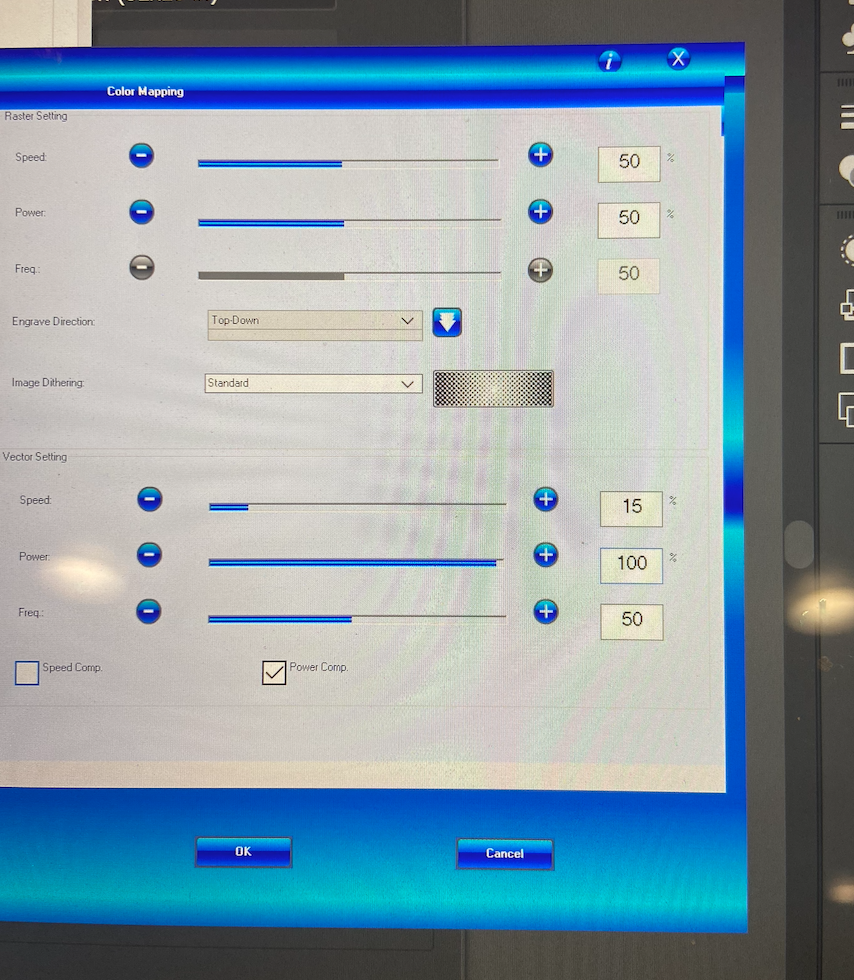 Color Mapping
Raster Setting
Speed: 50 %
Power: 50 %
Freq.: 50
Engrave Direction: Top-Down
Image Dithering: Standard
Vector Setting
Speed: 15 %
Power: 100 %
Freq.: 50
Speed Comp. Power Comp.
OK Cancel